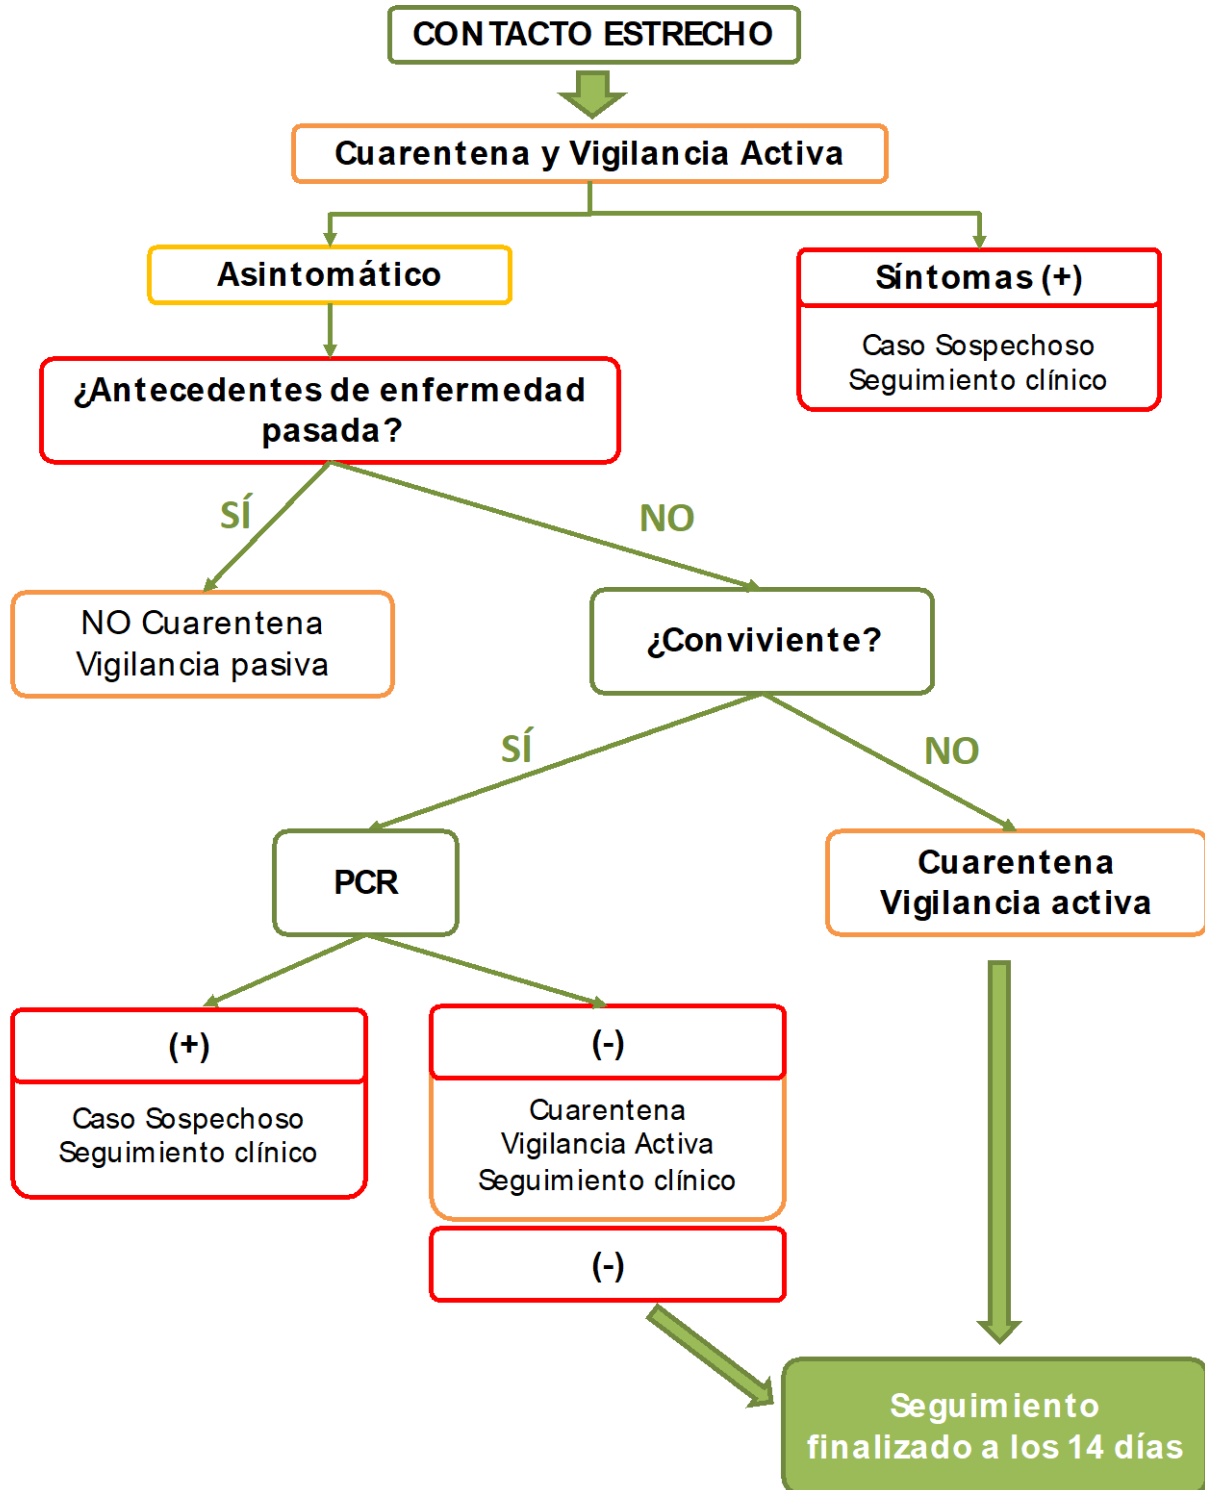 CONTACTO ESTRECHO
Cuarentena y Vigilancia Activa
Asintomático
Síntomas (+)
Caso Sospechoso
Seguimiento clínico
¿Antecedentes de enfermedad
pasada?
SÍ
NO
NO Cuarentena
Vigilancia pasiva
¿Conviviente?
SÍ
NO
PCR
Cuarentena
Vigilancia activa
(+)
Caso Sospechoso
Seguimiento clínico
(-)
Cuarentena
Vigilancia Activa
Seguimiento clínico
(-)
Seguimiento
finalizado a los 14 días